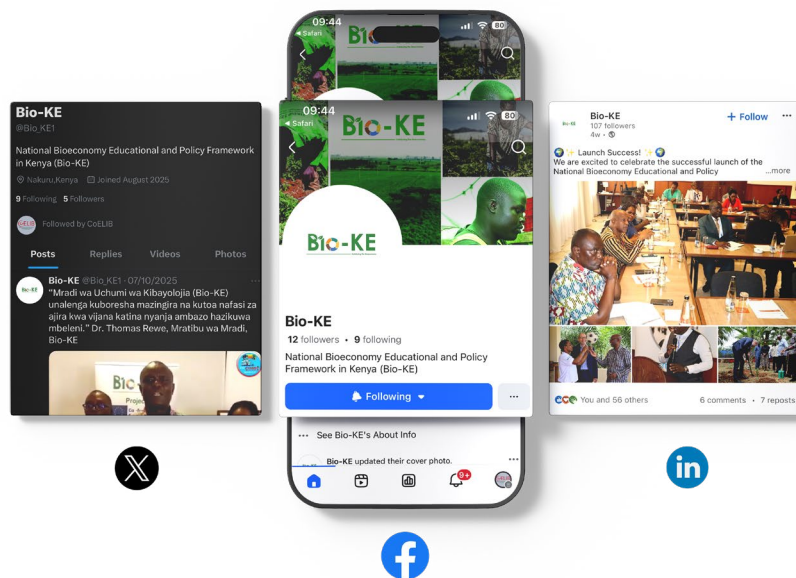 Bio-KE
@Bio_KE1
National Bioeconomy Educational and Policy Framework
in Kenya (Bio-KE)
Nakuru,Kenya Joined August 2025
9 Following 5 Followers
Followed by CoELIB
Posts Replies Videos Photos
Bio-KE @Bio_KE1 · 07/10/2025 ...
“Mradi wa Uchumi wa Kibayolojia (Bio-KE)
unalenga kuboresha mazingira na kutoa nafasi za
ajira kwa vijana katina nyanja ambazo hazikuwa
mbeleni.” Dr. Thomas Rewe, Mratibu wa Mradi,
Bio-KE
09:44 80
Safari
09:44 80
Safari
Bio-KE
Bio-KE
Bio-KE
12 followers • 9 following
National Bioeconomy Educational and Policy
Framework in Kenya (Bio-KE)
Following
...
... See Bio-KE's About Info
Bio-KE updated their cover photo. ...
9+
f
Bio-KE + Follow ...
107 followers
4w •
Launch Success!
We are excited to celebrate the successful launch of the
National Bioeconomy Educational and Policy ...more
You and 56 others 6 comments • 7 reposts
X
in